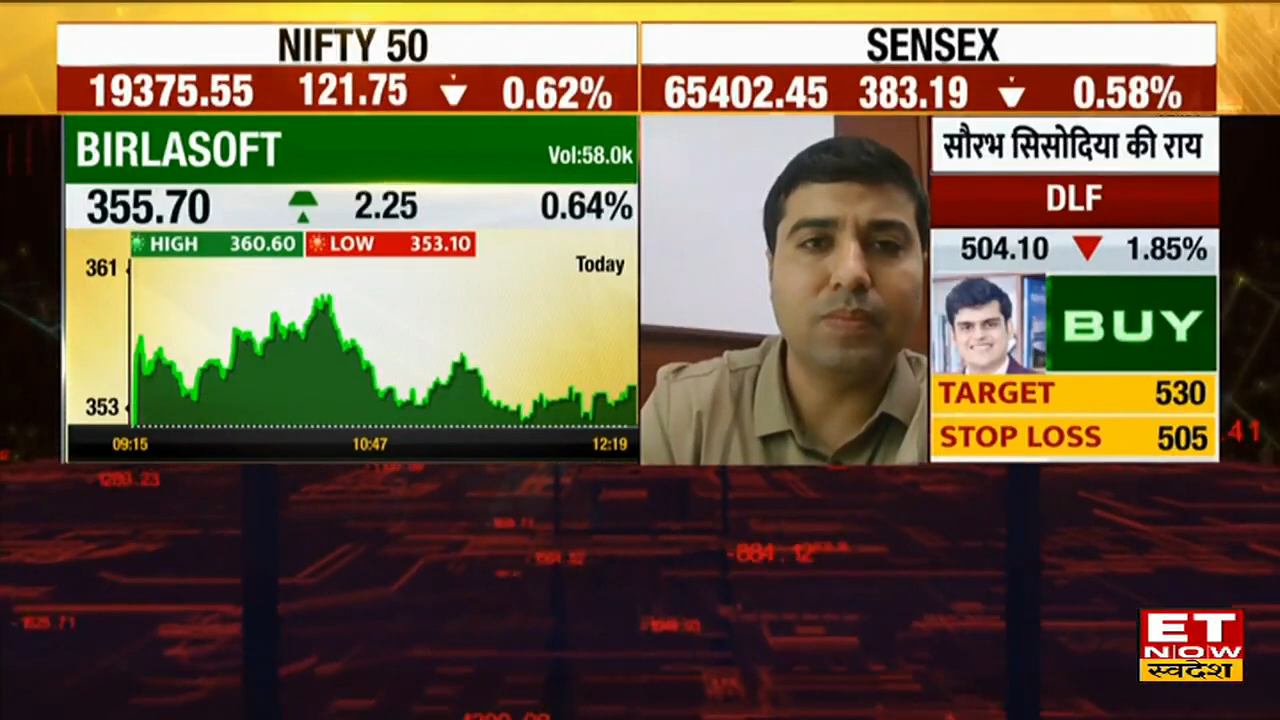 NIFTY 50
19375.55 121.75 0.62%
SENSEX
65402.45 383.19 0.58%
BIRLASOFT Vol:58.0k
355.70 2.25 0.64%
HIGH 360.60 LOW 353.10
Today
361
353
09:15 10:47 12:19
सौरभ सिसोदिया की राय
DLF
504.10 1.85%
BUY
TARGET 530
STOP LOSS 505
-884.12
ET
NOW
स्वदेश